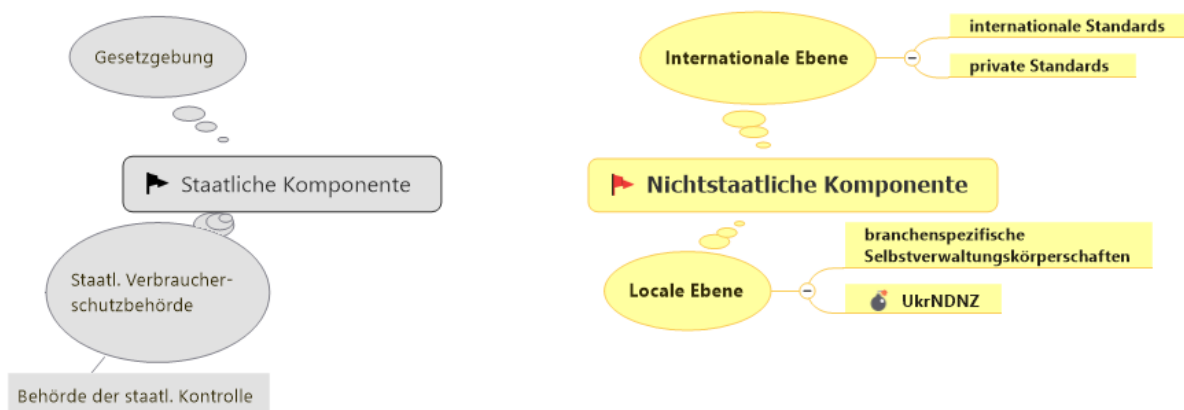 Gesetzgebung
Staatliche Komponente
Staatl. Verbraucher-
schutzbehörde
Behörde der staatl. Kontrolle
Internationale Ebene
internationale Standards
private Standards
Nichtstaatliche Komponente
Locale Ebene
branchenspezifische
Selbstverwaltungskörperschaften
UkrNDNZ